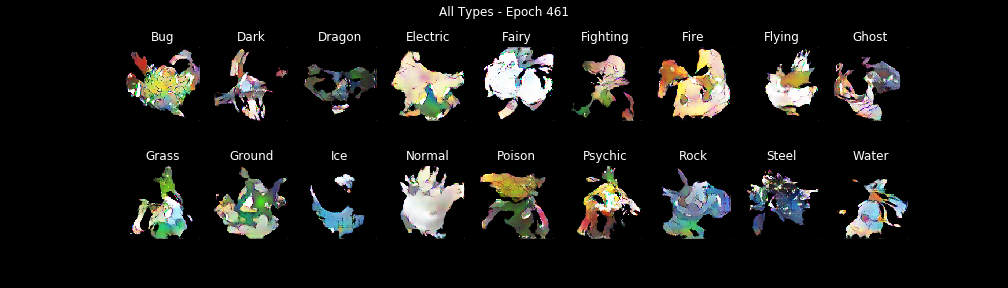 All Types - Epoch 461
Bug Dark Dragon Electric Fairy Fighting Fire Flying Ghost
Grass Ground Ice Normal Poison Psychic Rock Steel Water